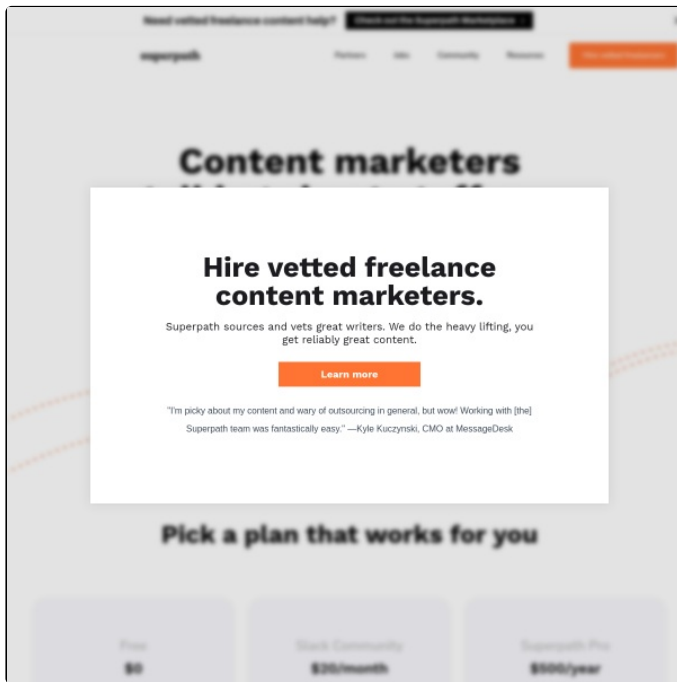 Need vetted freelance content help? Check out the Superpath Marketplace
superpath Partners Jobs Community Resources Hire vetted freelancers
Content marketers
Hire vetted freelance
content marketers.
Superpath sources and vets great writers. We do the heavy lifting, you
get reliably great content.
Learn more
"I'm picky about my content and wary of outsourcing in general, but wow! Working with [the]
Superpath team was fantastically easy." —Kyle Kuczynski, CMO at MessageDesk
Pick a plan that works for you
Free Slack Community Superpath Pro
$0 $20/month $500/year